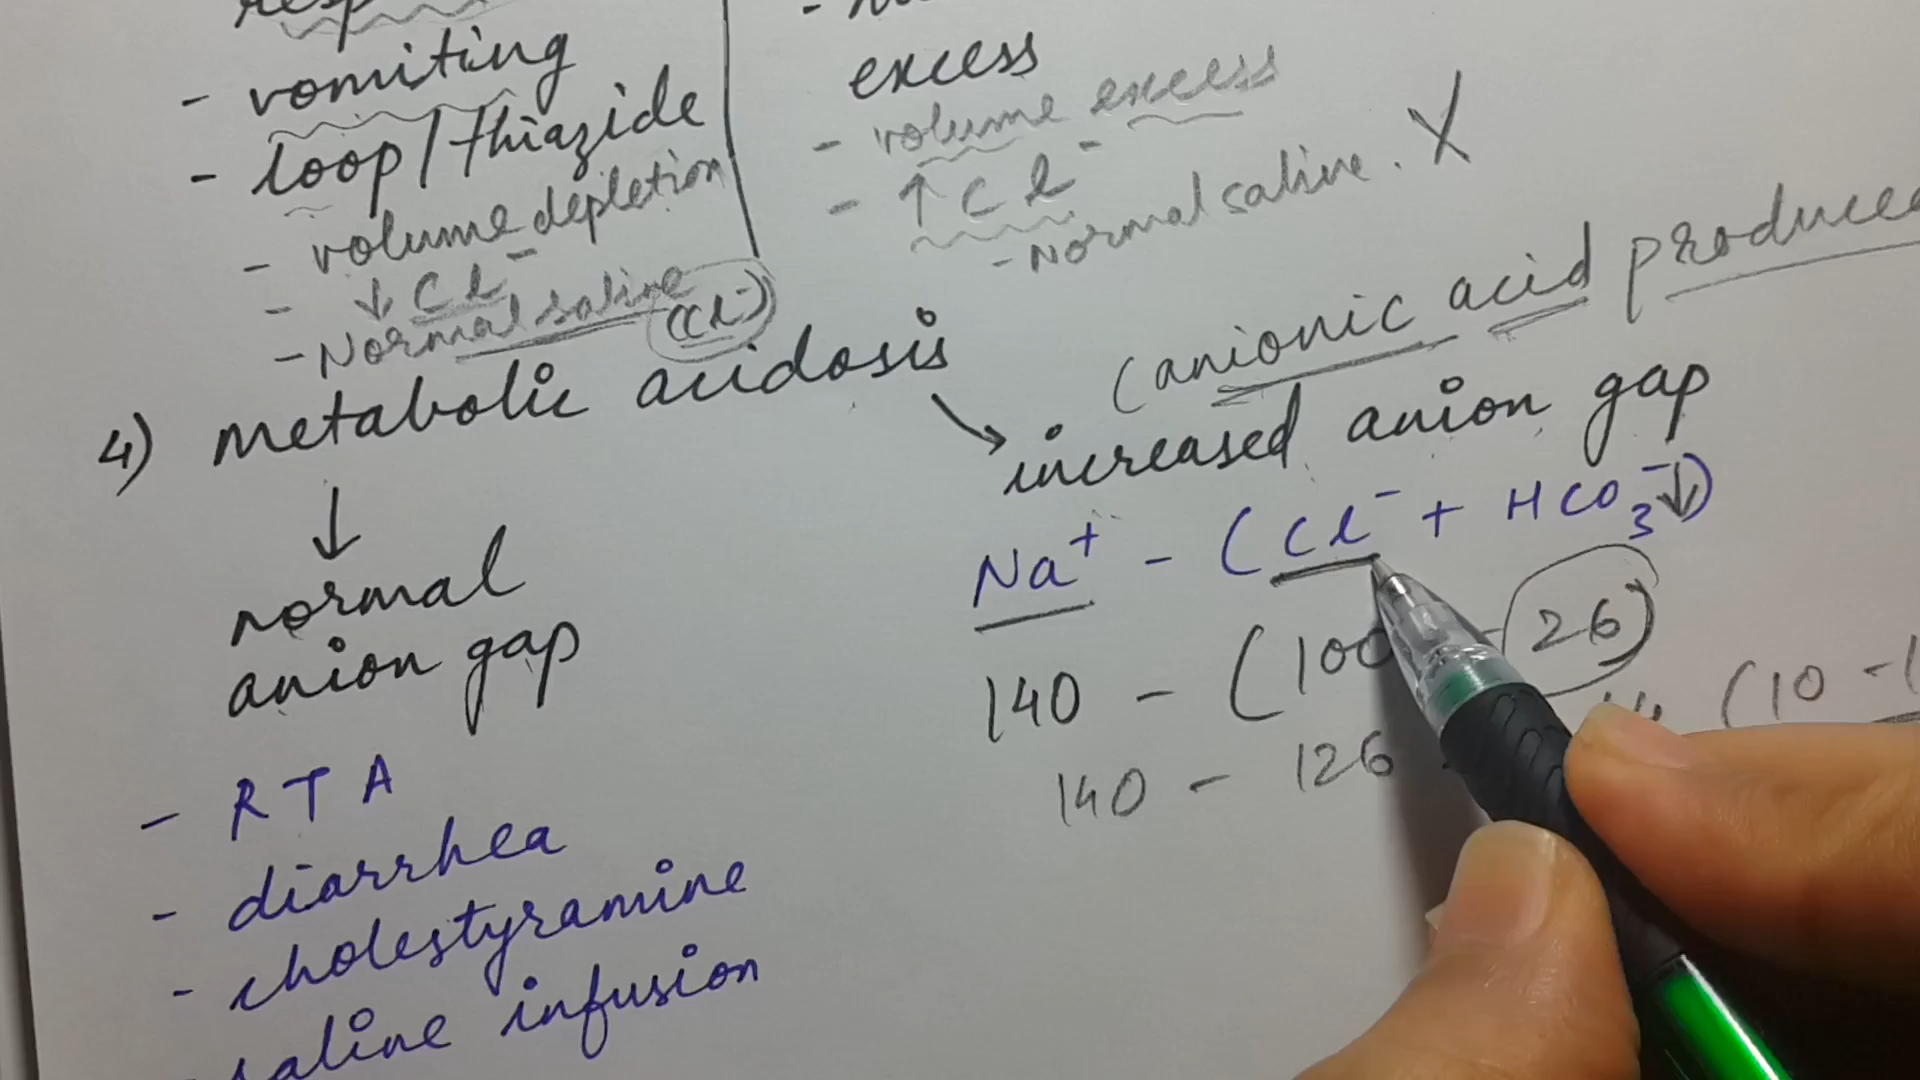 - vomiting
- loop/thiazide
- volume depletion
- ↓ Cl⁻
- Normal saline (Cl⁻)
excess
- volume excess
- ↑ Cl⁻
- Normal saline. X
4) metabolic acidosis
↓
normal
anion gap
- RTA
- diarrhea
- cholestyramine
saline infusion
(anionic acid produced
→ increased anion gap
Na⁺ - (Cl⁻ + HCO₃⁻↓)
140 - (100 26)
140 - 126 (10 -